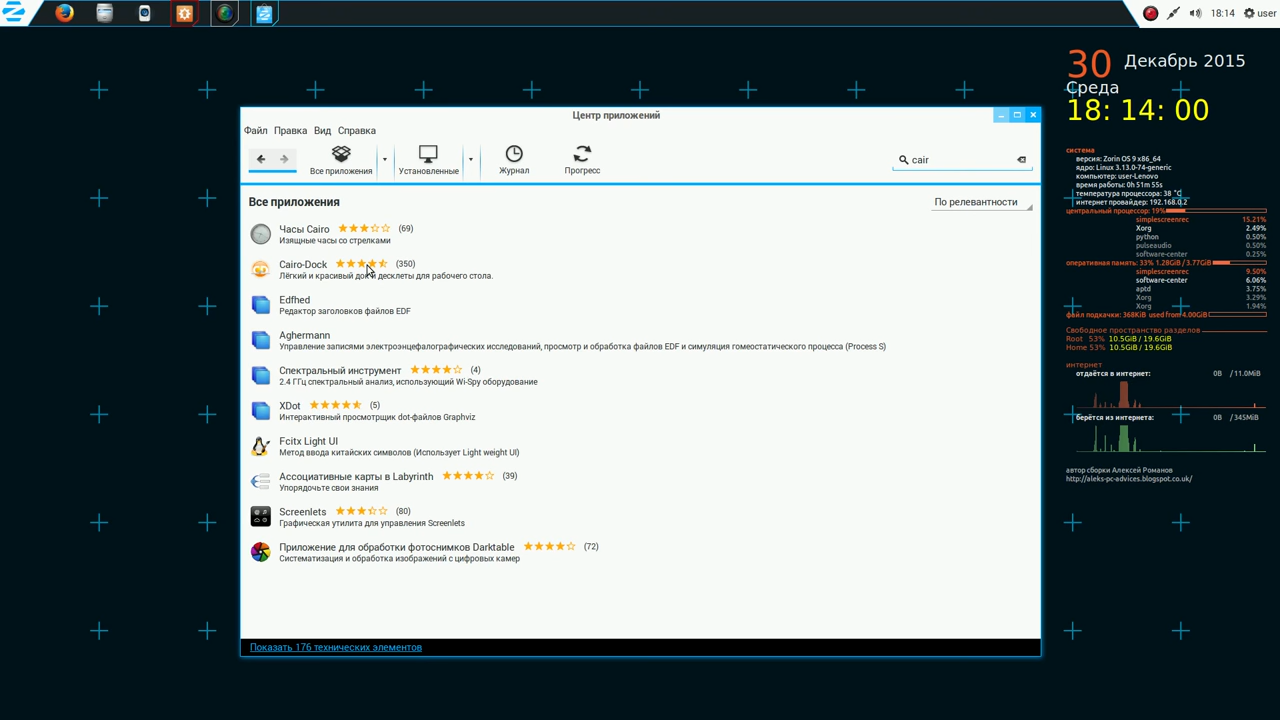 18:14
user
30
Декабрь 2015
Среда
18: 14: 00
Центр приложений
Файл Правка Вид Справка
Все приложения
Установленные
Журнал
Прогресс
cair
Все приложения
По релевантности
Часы Cairo (69)
Изящные часы со стрелками
Cairo-Dock (350)
Лёгкий и красивый док и десклеты для рабочего стола.
Edfhed
Редактор заголовков файлов EDF
Aghermann
Управление записями электроэнцефалографических исследований, просмотр и обработка файлов EDF и симуляция гомеостатического процесса (Process S)
Спектральный инструмент (4)
2.4 ГГц спектральный анализ, использующий Wi-Spy оборудование
XDot (5)
Интерактивный просмотрщик dot-файлов Graphviz
Fcitx Light UI
Метод ввода китайских символов (Использует Light weight UI)
Ассоциативные карты в Labyrinth (39)
Упорядочьте свои знания
Screenlets (80)
Графическая утилита для управления Screenlets
Приложение для обработки фотоснимков Darktable (72)
Систематизация и обработка изображений с цифровых камер
Показать 176 технических элементов
система
версия: Zorin OS 9 x86_64
ядро: Linux 3.13.0-74-generic
компьютер: user-Lenovo
время работы: 0h 51m 55s
температура процессора: 38 °C
интернет провайдер: 192.168.0.2
центральный процессор: 19%
simplescreenrec 15.21%
Xorg 2.49%
python 0.50%
pulseaudio 0.50%
software-center 0.25%
оперативная память: 33% 1.28GiB / 3.77GiB
simplescreenrec 9.50%
software-center 6.06%
aptd 3.75%
Xorg 3.29%
Xorg 1.94%
файл подкачки: 368KiB used from 4.00GiB
Свободное пространство разделов
Root 53% 10.5GiB / 19.6GiB
Home 53% 10.5GiB / 19.6GiB
интернет
отдаётся в интернет: 0B / 11.0MiB
берётся из интернета: 0B / 345MiB
автор сборки Алексей Романов
http://aleks-pc-advices.blogspot.co.uk/